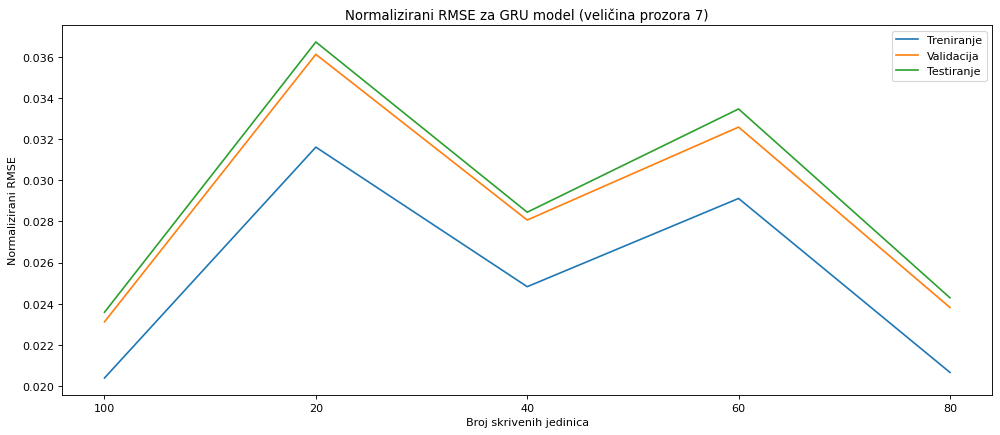 Normalizirani RMSE za GRU model (veličina prozora 7)
Treniranje
Validacija
Testiranje
Normalizirani RMSE
0.036
0.034
0.032
0.030
0.028
0.026
0.024
0.022
0.020
100 20 40 60 80
Broj skrivenih jedinica